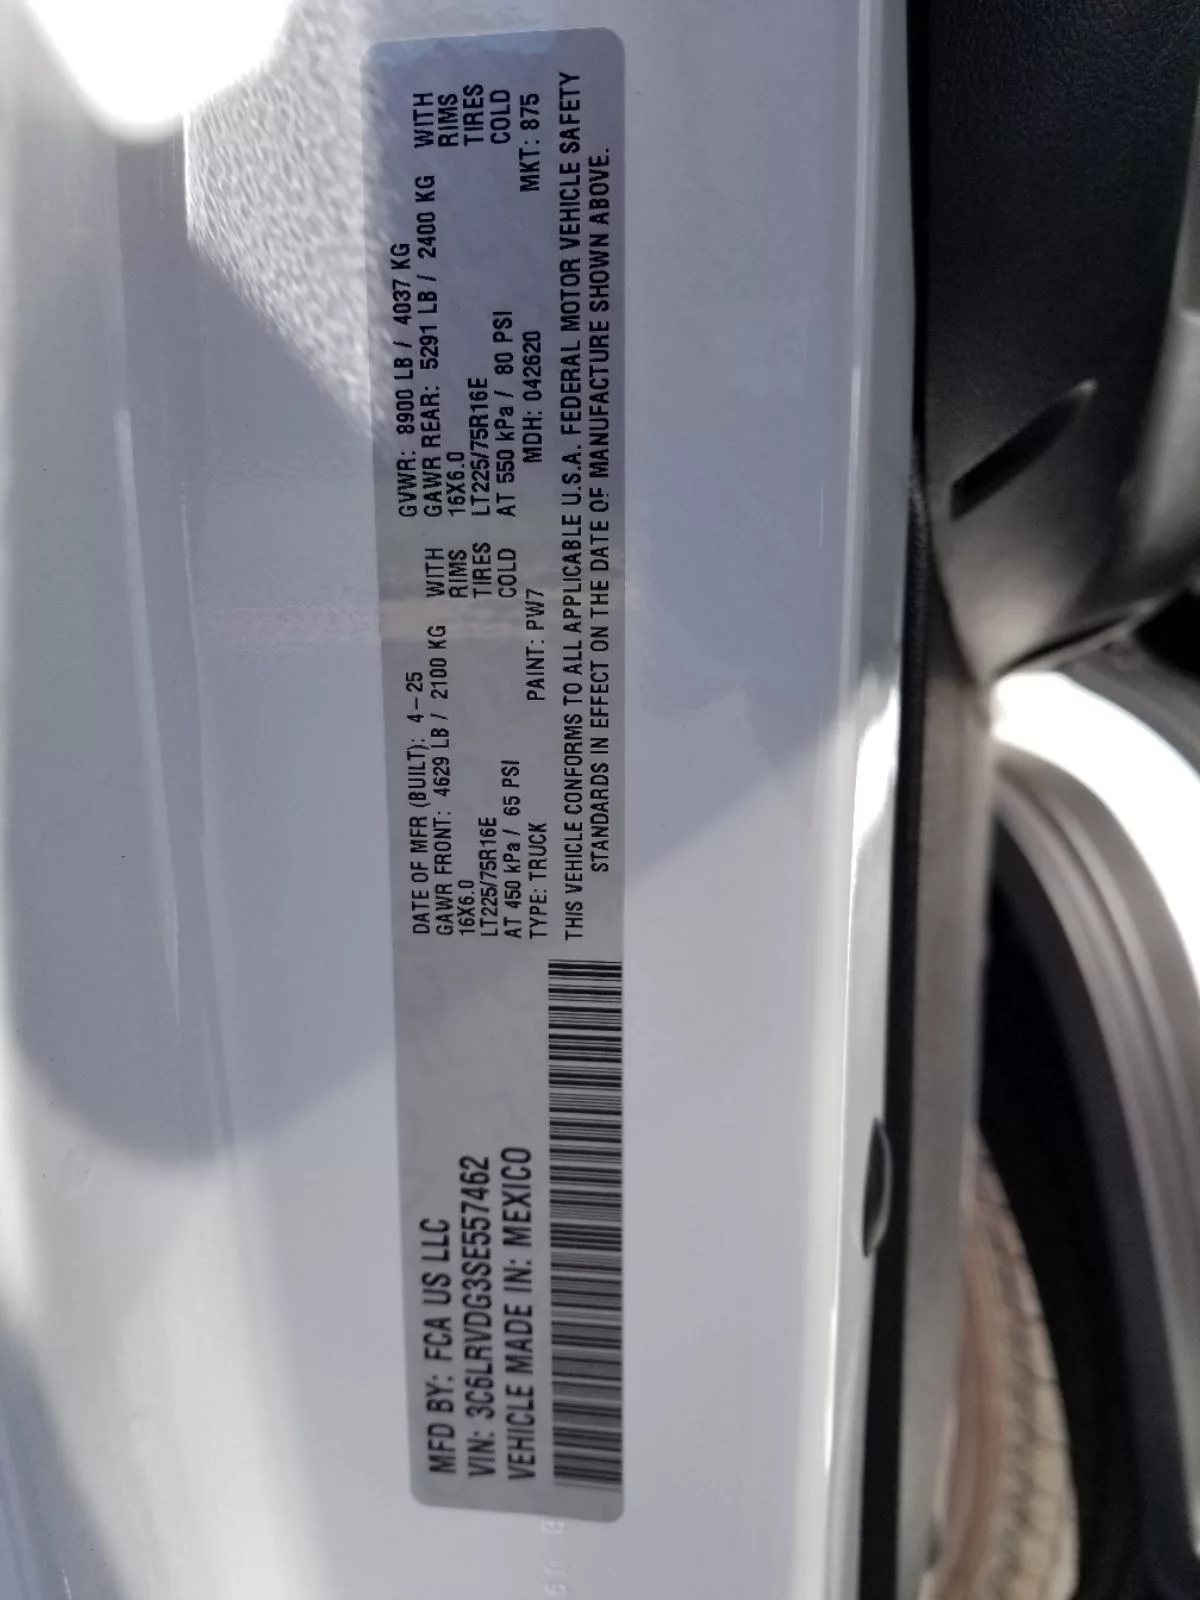 MFD BY: FCA US LLC
VIN: 3C6LRVDG3SE557462
VEHICLE MADE IN: MEXICO
DATE OF MFR (BUILT): 4-25
GAWR FRONT: 4629 LB / 2100 KG WITH
16X6.0 RIMS
LT225/75R16E TIRES
AT 450 kPa / 65 PSI COLD
TYPE: TRUCK PAINT: PW7
GVWR: 8900 LB / 4037 KG
GAWR REAR: 5291 LB / 2400 KG WITH
16X6.0 RIMS
LT225/75R16E TIRES
AT 550 kPa / 80 PSI COLD
MDH: 042620 MKT: 875
THIS VEHICLE CONFORMS TO ALL APPLICABLE U.S.A. FEDERAL MOTOR VEHICLE SAFETY
STANDARDS IN EFFECT ON THE DATE OF MANUFACTURE SHOWN ABOVE.